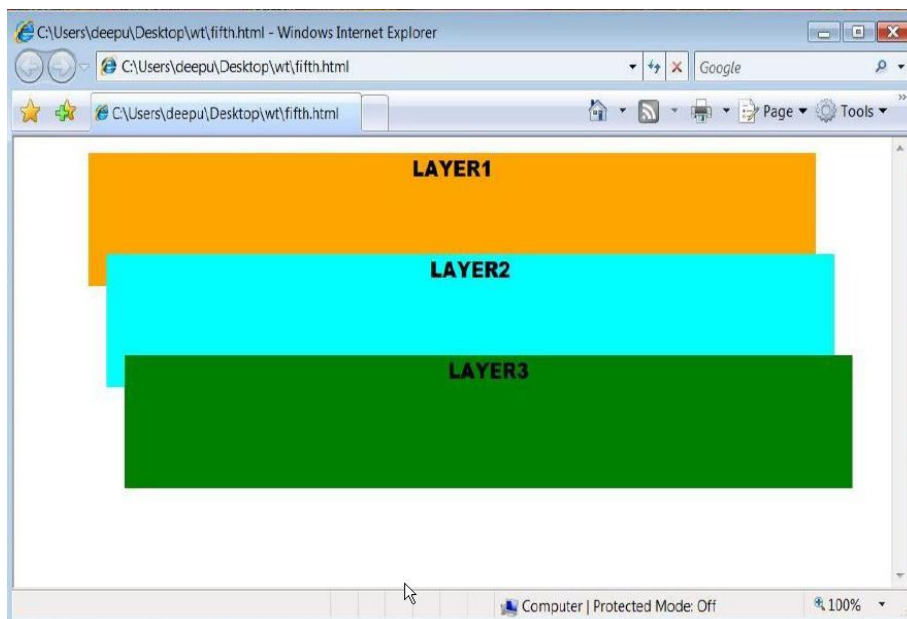 C:\Users\deepu\Desktop\wt\fifth.html - Windows Internet Explorer
C:\Users\deepu\Desktop\wt\fifth.html Google
C:\Users\deepu\Desktop\wt\fifth.html Page Tools
LAYER1
LAYER2
LAYER3
Computer | Protected Mode: Off 100%